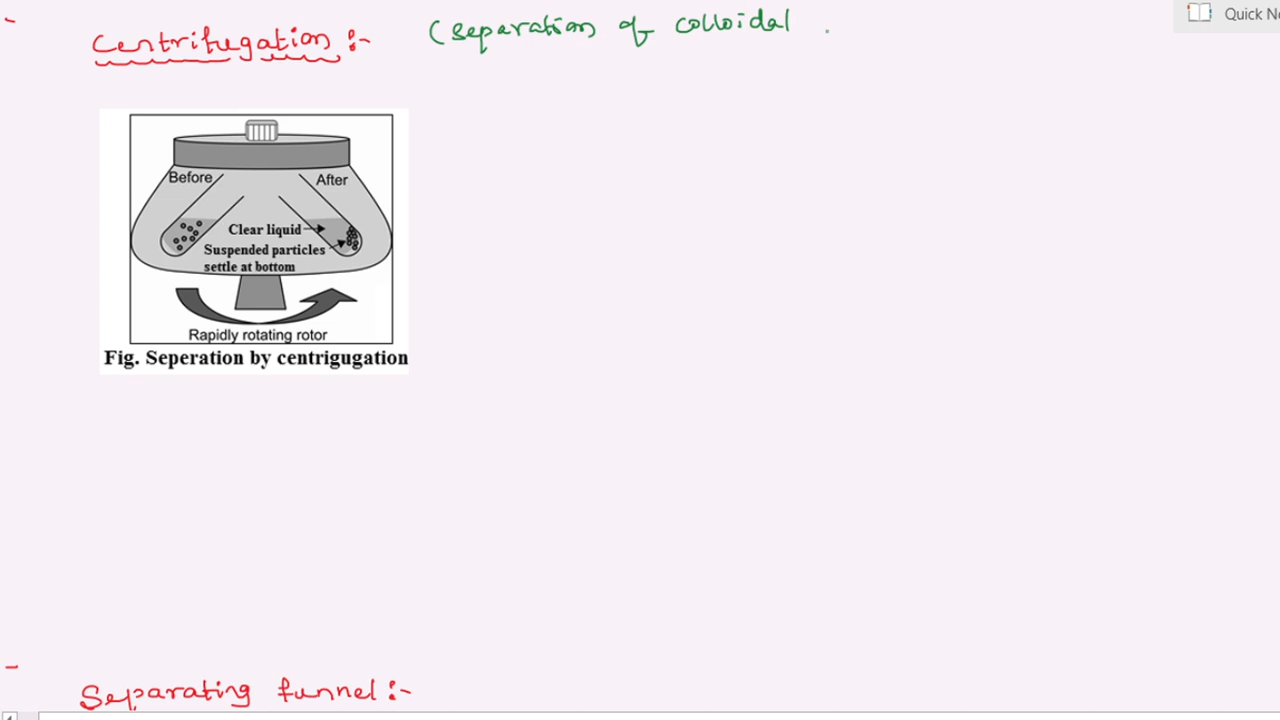 Centrifugation :- (separation of colloidal
Quick No
Before
After
Clear liquid
Suspended particles
settle at bottom
Rapidly rotating rotor
Fig. Seperation by centrigugation
Separating funnel :-